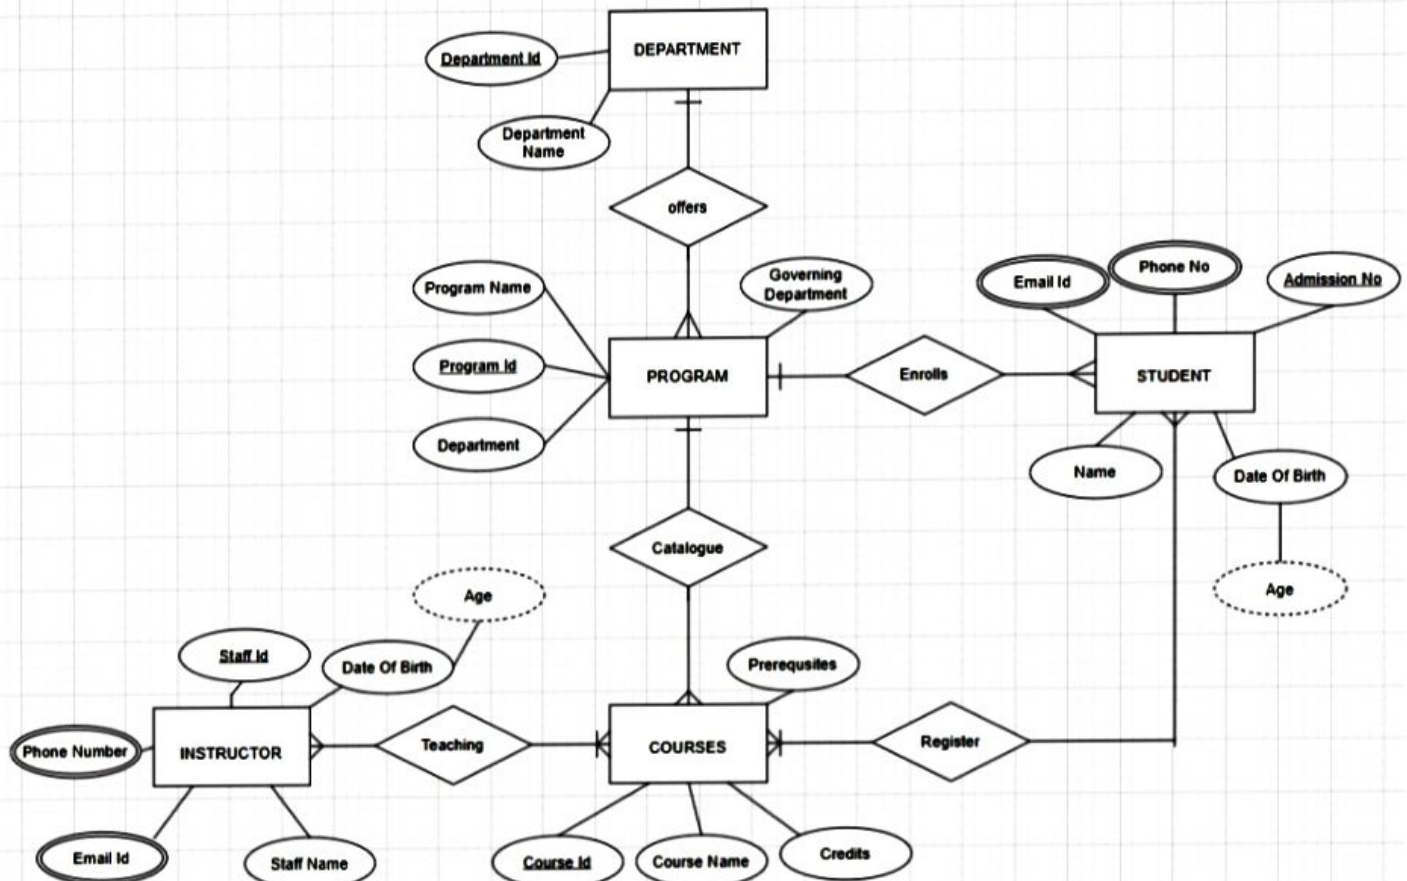 DEPARTMENT
Department Id
Department
Name
offers
Program Name
Governing
Department
Email Id
Phone No
Admission No
Program Id
PROGRAM
Enrolls
STUDENT
Department
Name
Date Of Birth
Catalogue
Age
Age
Staff Id
Date Of Birth
Prerequsites
Phone Number
INSTRUCTOR
Teaching
COURSES
Register
Email Id
Staff Name
Course Id
Course Name
Credits